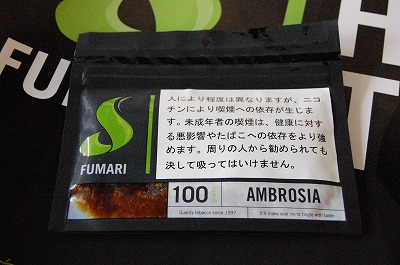 人により程度は異なりますが、ニコ
チンにより喫煙への依存が生じま
す。未成年者の喫煙は、健康に対す
る悪影響やたばこへの依存をより強
めます。周りの人から勧められても
決して吸ってはいけません。
FUMARI
100
AMBROSIA
Quality tobacco since 1997.
It'll make your mind tingle with taste
FUM
H
T